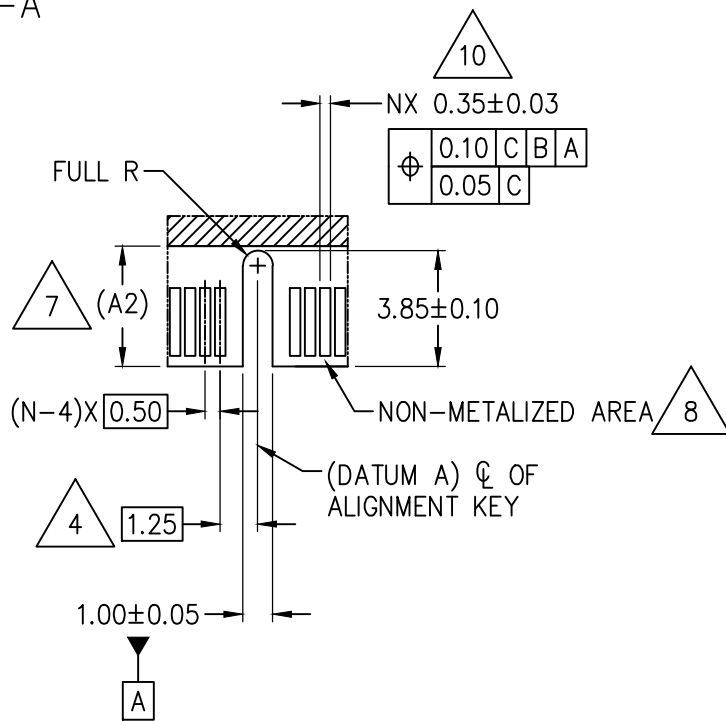 -A
10
NX 0.35±0.03
⌖ 0.10 C B A
0.05 C
FULL R
7
(A2)
3.85±0.10
(N-4)X 0.50
NON-METALIZED AREA
8
(DATUM A) ℄ OF
ALIGNMENT KEY
4
1.25
1.00±0.05
A